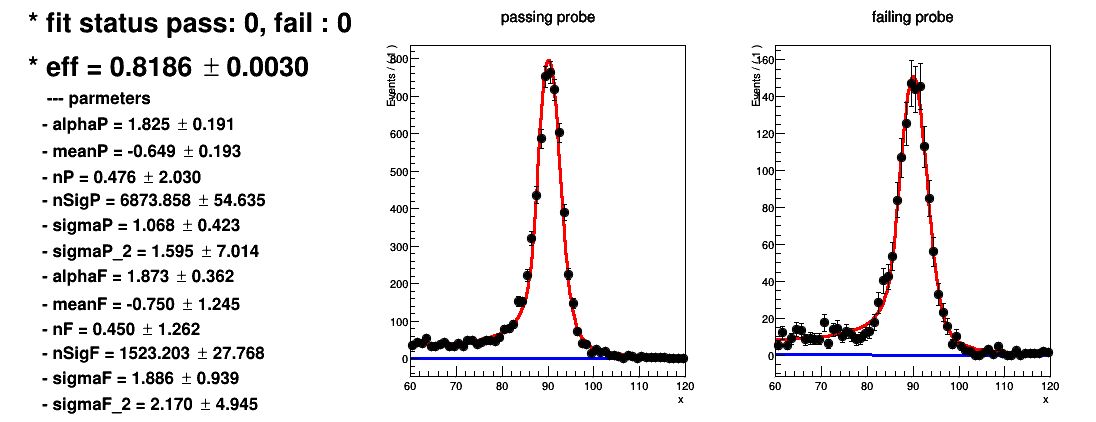 * fit status pass: 0, fail : 0
* eff = 0.8186 ± 0.0030
--- parmeters
- alphaP = 1.825 ± 0.191
- meanP = -0.649 ± 0.193
- nP = 0.476 ± 2.030
- nSigP = 6873.858 ± 54.635
- sigmaP = 1.068 ± 0.423
- sigmaP_2 = 1.595 ± 7.014
- alphaF = 1.873 ± 0.362
- meanF = -0.750 ± 1.245
- nF = 0.450 ± 1.262
- nSigF = 1523.203 ± 27.768
- sigmaF = 1.886 ± 0.939
- sigmaF_2 = 2.170 ± 4.945
passing probe
Events / ( 1 )
800
700
600
500
400
300
200
100
0
60 70 80 90 100 110 120
x
failing probe
Events / ( 1 )
160
140
120
100
80
60
40
20
0
60 70 80 90 100 110 120
x